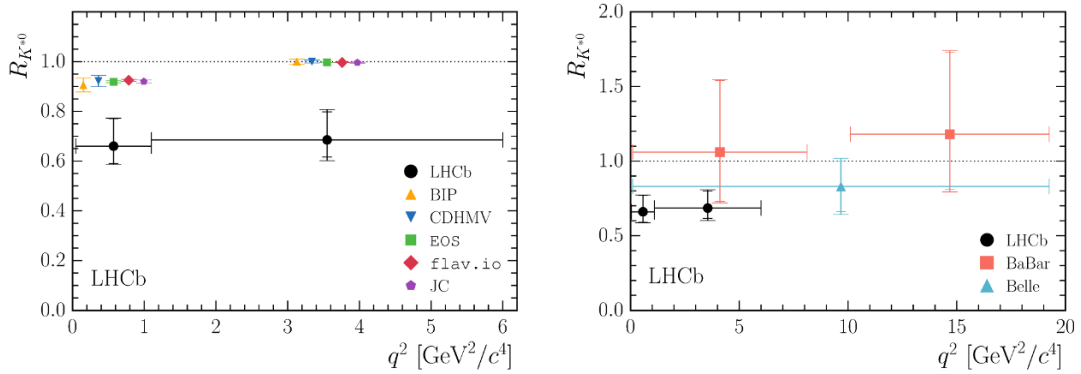 R_{K*0}
1.0
0.8
0.6
0.4
0.2
0.0
LHCb
BIP
CDHMV
EOS
flav.io
JC
LHCb
0 1 2 3 4 5 6
q² [GeV²/c⁴]
R_{K*0}
2.0
1.5
1.0
0.5
0.0
LHCb
BaBar
Belle
LHCb
0 5 10 15 20
q² [GeV²/c⁴]